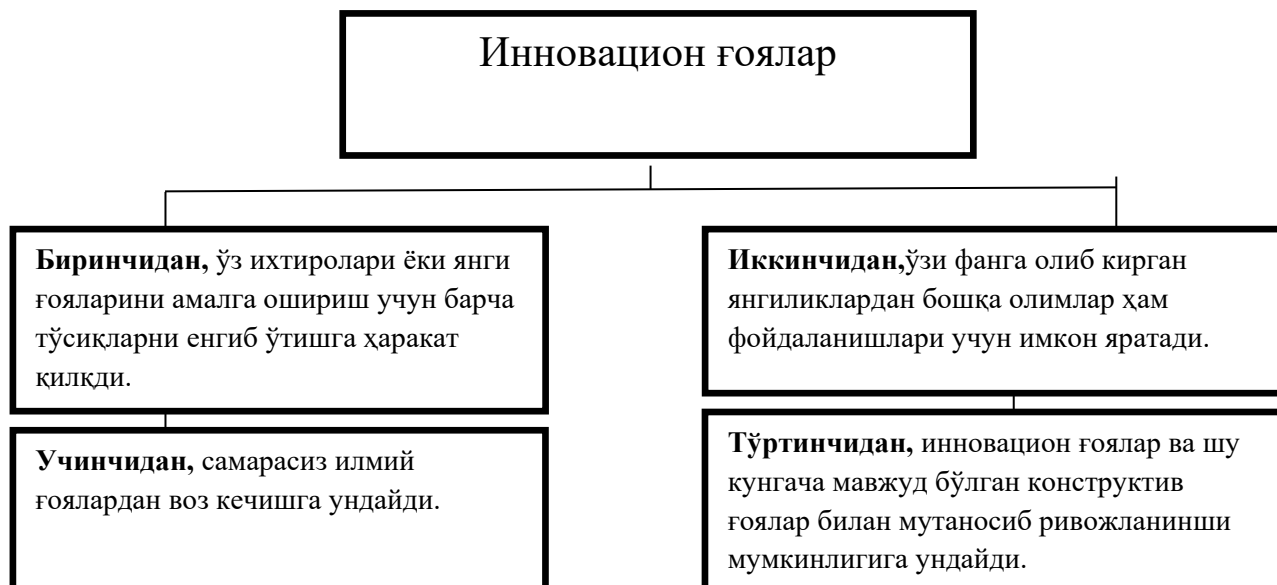 Инновацион ғоялар
Биринчидан, ўз ихтиролари ёки янги
ғояларини амалга ошириш учун барча
тўсиқларни енгиб ўтишга ҳаракат
қилқди.
Иккинчидан,ўзи фанга олиб кирган
янгиликлардан бошқа олимлар ҳам
фойдаланишлари учун имкон яратади.
Учинчидан, самарасиз илмий
ғоялардан воз кечишга ундайди.
Тўртинчидан, инновацион ғоялар ва шу
кунгача мавжуд бўлган конструктив
ғоялар билан мутаносиб ривожланинши
мумкинлигига ундайди.